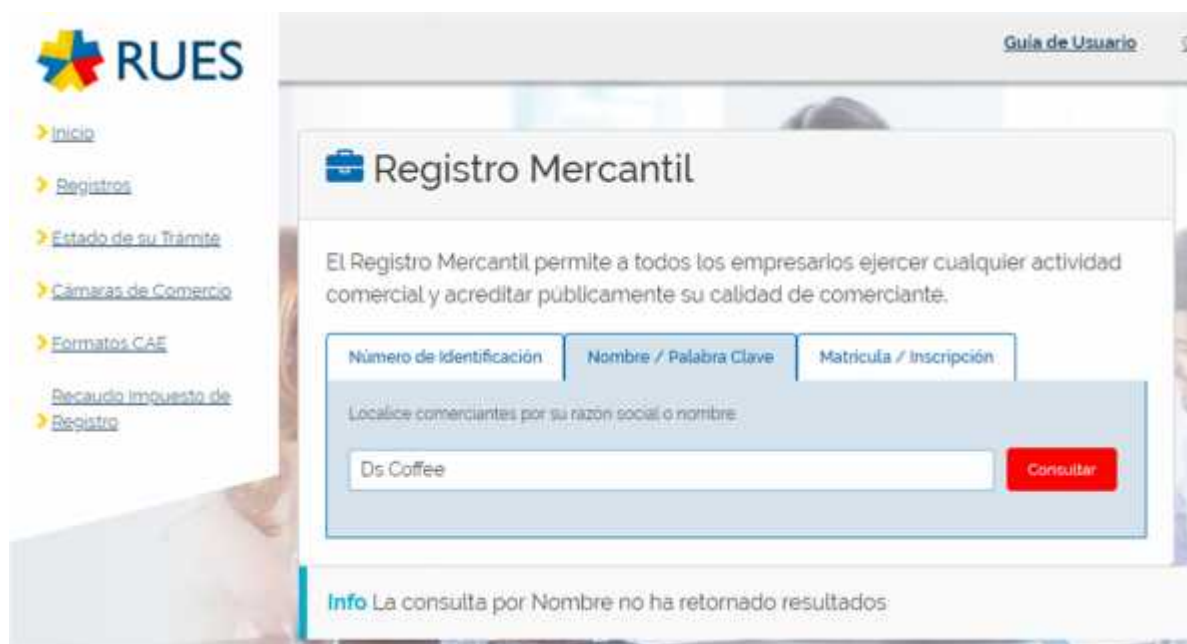 RUES
Guia de Usuario
Inicio
Registros
Estado de su Trámite
Cámaras de Comercio
Formatos CAE
Recaudo Impuesto de
Registro
Registro Mercantil
El Registro Mercantil permite a todos los empresarios ejercer cualquier actividad
comercial y acreditar públicamente su calidad de comerciante.
Número de Identificación
Nombre / Palabra Clave
Matrícula / Inscripción
Localice comerciantes por su razón social o nombre
Ds Coffee
Consultar
Info La consulta por Nombre no ha retornado resultados